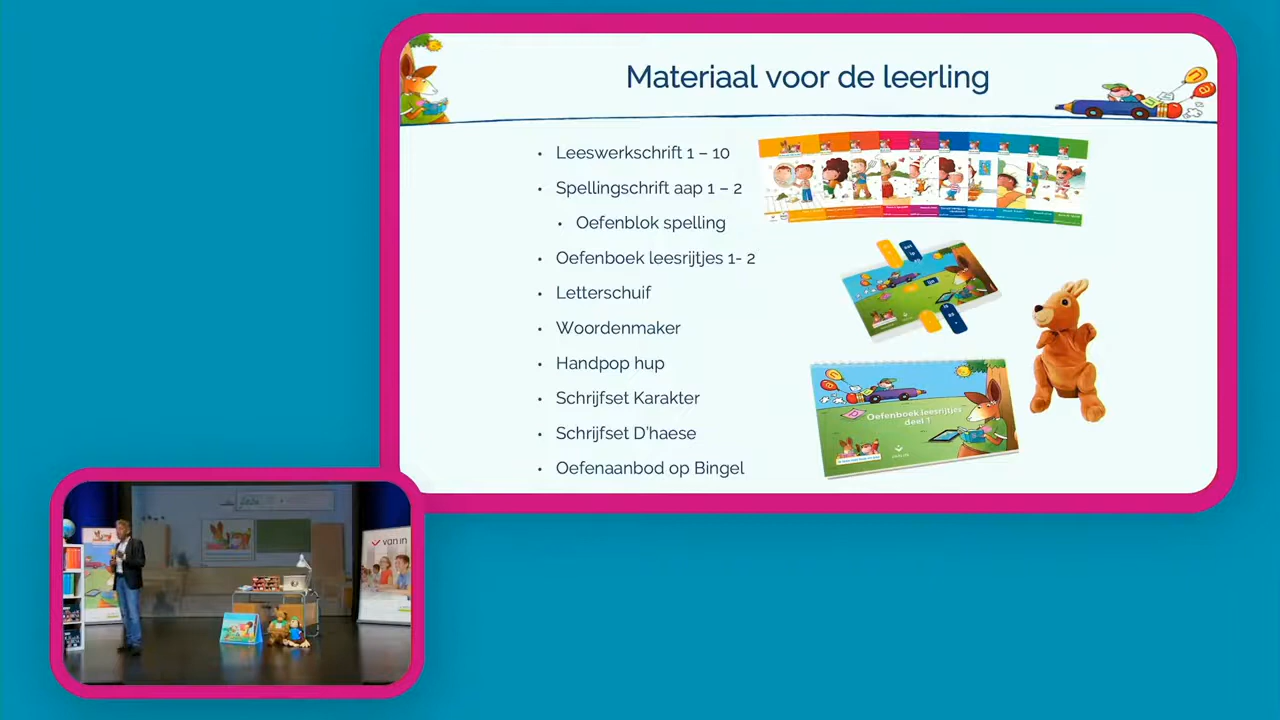 Materiaal voor de leerling
• Leeswerkschrift 1 – 10
• Spellingschrift aap 1 – 2
• Oefenblok spelling
• Oefenboek leesrijtjes 1- 2
• Letterschuif
• Woordenmaker
• Handpop hup
• Schrijfset Karakter
• Schrijfset D'haese
• Oefenaanbod op Bingel
Oefenboek leesrijtjes
deel 1
van in